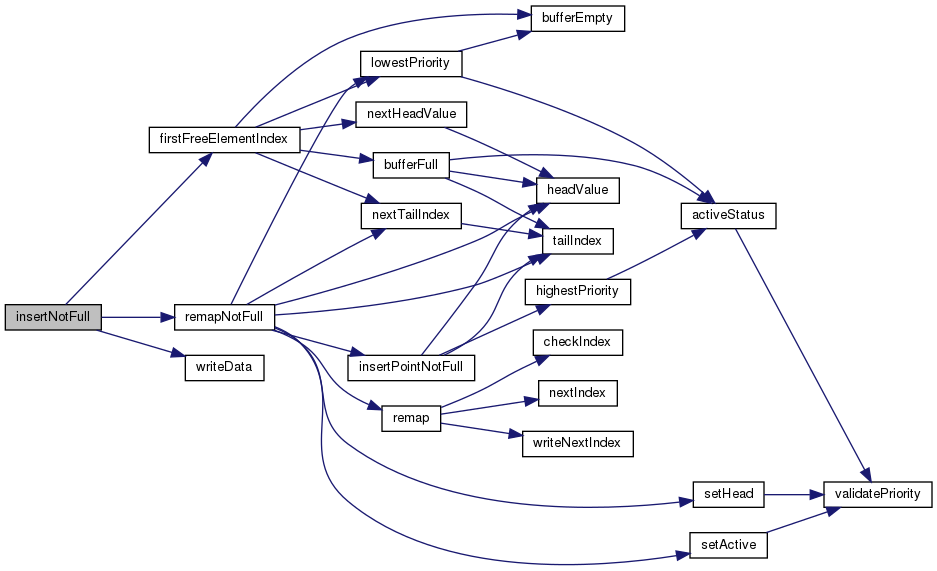 bufferEmpty
lowestPriority
nextHeadValue
firstFreeElementIndex
bufferFull
headValue
nextTailIndex
activeStatus
tailIndex
highestPriority
insertNotFull
remapNotFull
checkIndex
writeData
insertPointNotFull
nextIndex
remap
writeNextIndex
setHead
validatePriority
setActive